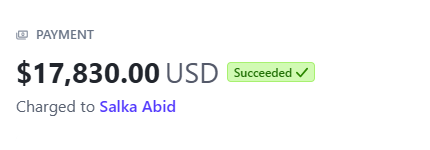 PAYMENT
$17,830.00 USD Succeeded
Charged to Salka Abid